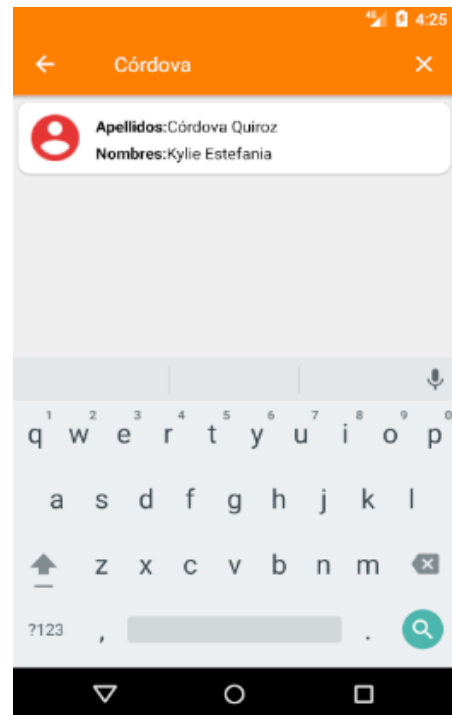 4G 4:25
Córdova
Apellidos:Córdova Quiroz
Nombres:Kylie Estefania
1 2 3 4 5 6 7 8 9 0
q w e r t y u i o p
a s d f g h j k l
z x c v b n m
?123 , .